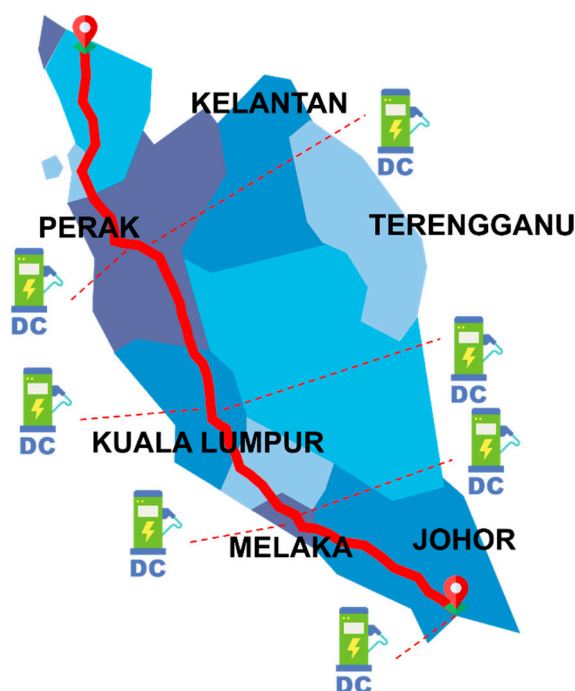 KELANTAN
DC
PERAK
TERENGGANU
DC
DC
DC
KUALA LUMPUR
DC
DC
MELAKA
JOHOR
DC